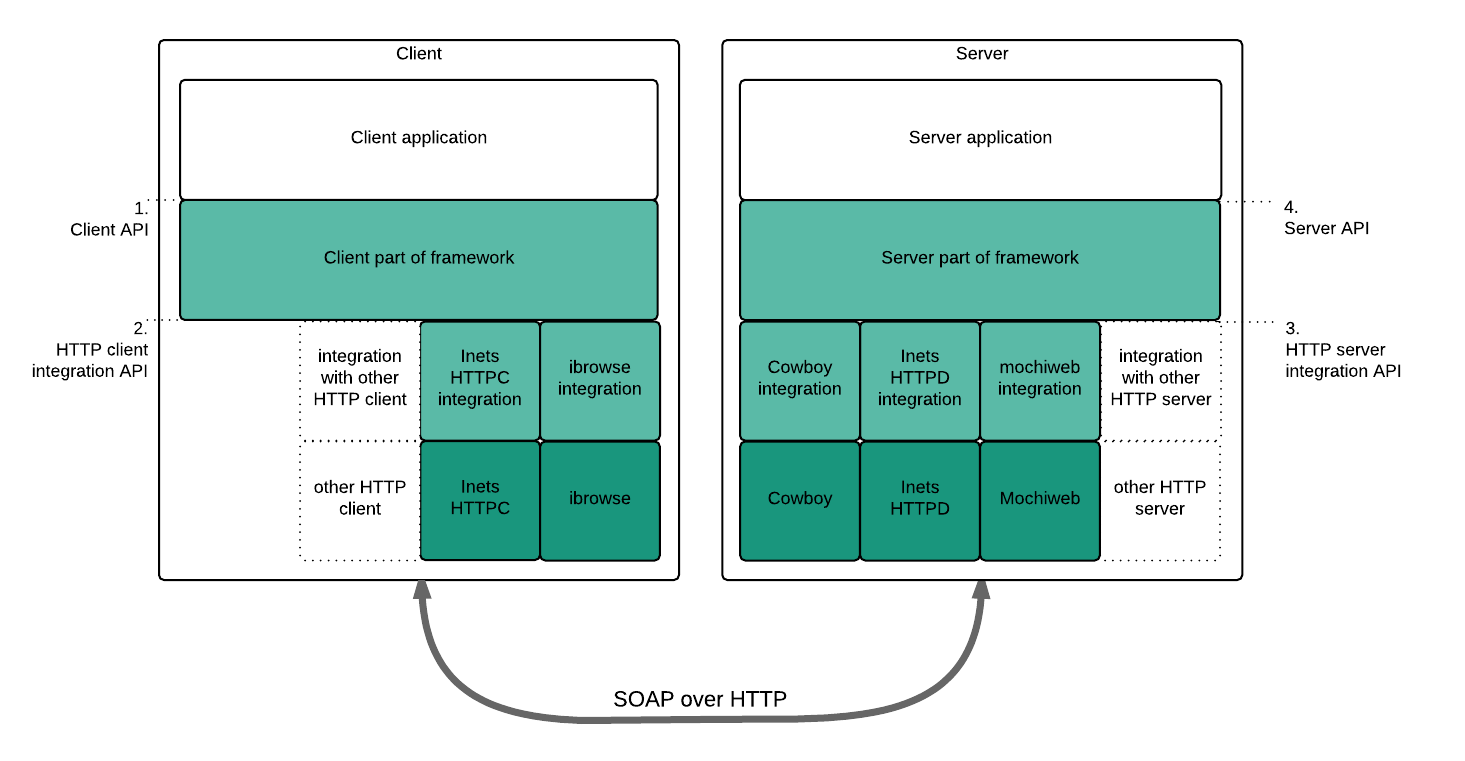 Client
Client application
1.
Client API
Client part of framework
2.
HTTP client
integration API
integration
with other
HTTP client
Inets
HTTPC
integration
ibrowse
integration
other HTTP
client
Inets
HTTPC
ibrowse
Server
Server application
4.
Server API
Server part of framework
3.
HTTP server
integration API
Cowboy
integration
Inets
HTTPD
integration
mochiweb
integration
integration
with other
HTTP server
Cowboy
Inets
HTTPD
Mochiweb
other HTTP
server
SOAP over HTTP